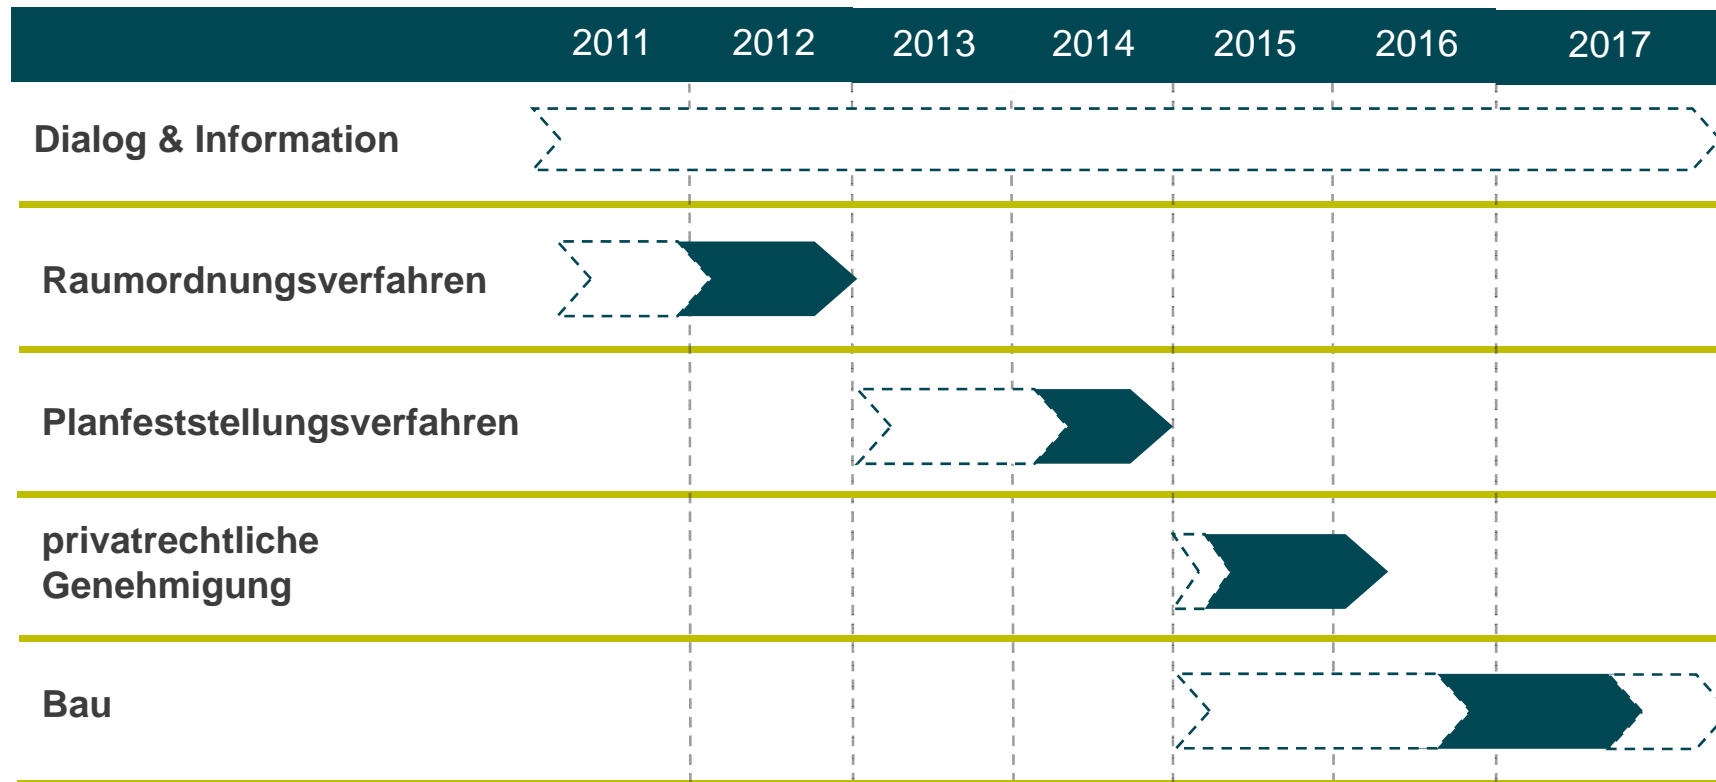 2011 2012 2013 2014 2015 2016 2017
Dialog & Information
Raumordnungsverfahren
Planfeststellungsverfahren
privatrechtliche
Genehmigung
Bau